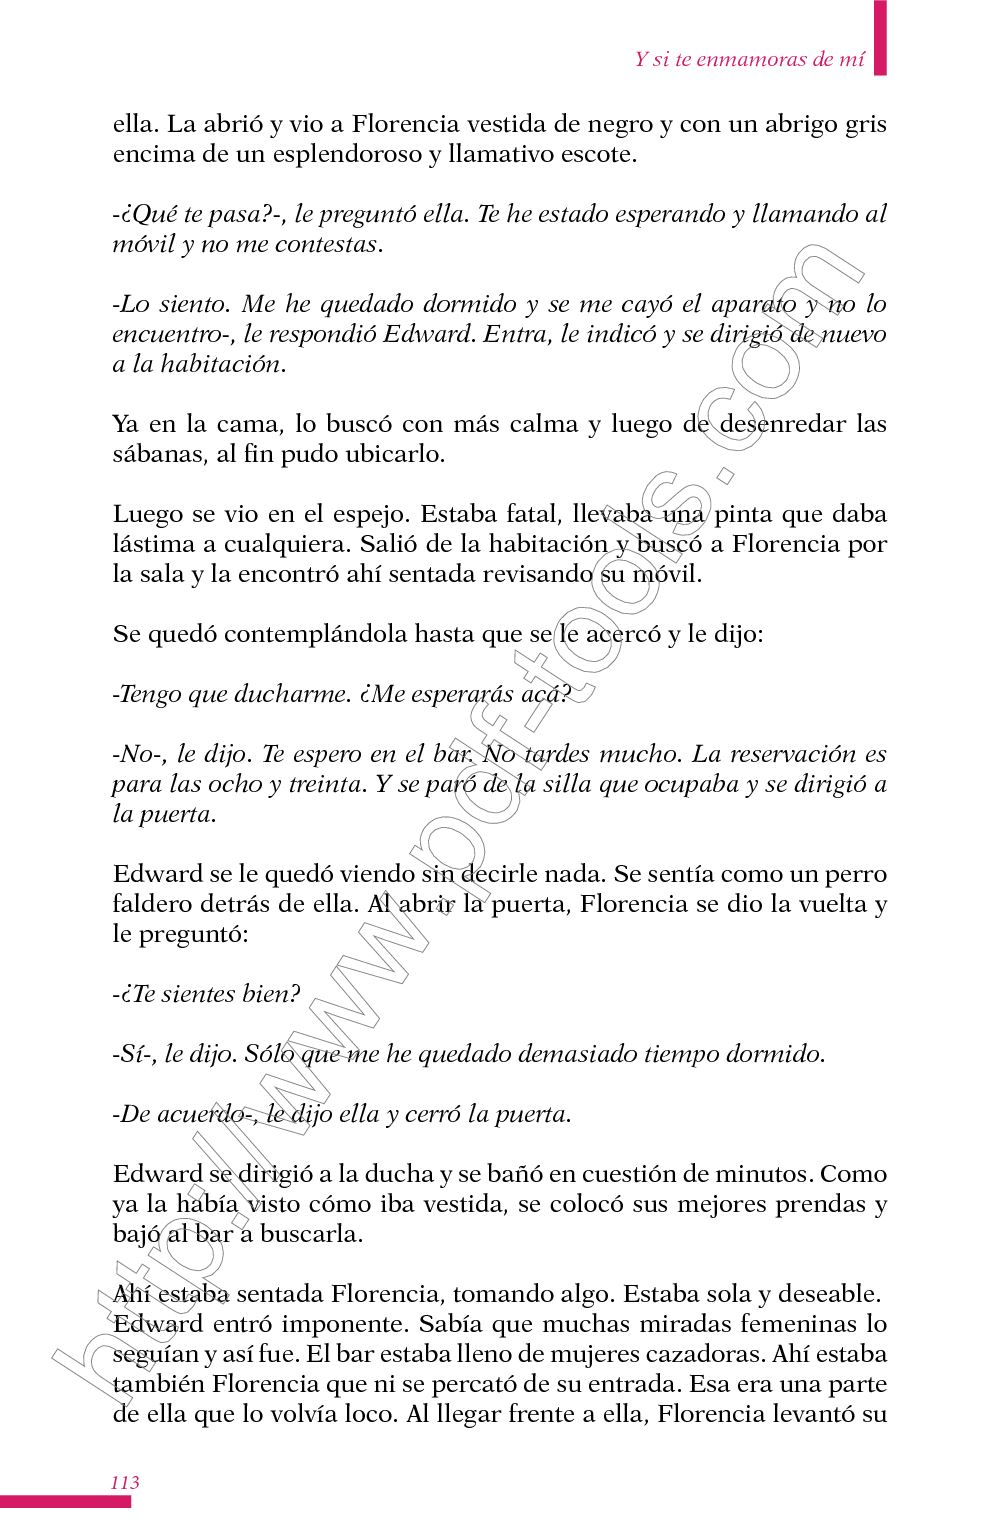 Y si te enmamoras de mí
ella. La abrió y vio a Florencia vestida de negro y con un abrigo gris
encima de un esplendoroso y llamativo escote.
-¿Qué te pasa?-, le preguntó ella. Te he estado esperando y llamando al
móvil y no me contestas.
-Lo siento. Me he quedado dormido y se me cayó el aparato y no lo
encuentro-, le respondió Edward. Entra, le indicó y se dirigió de nuevo
a la habitación.
Ya en la cama, lo buscó con más calma y luego de desenredar las
sábanas, al fin pudo ubicarlo.
Luego se vio en el espejo. Estaba fatal, llevaba una pinta que daba
lástima a cualquiera. Salió de la habitación y buscó a Florencia por
la sala y la encontró ahí sentada revisando su móvil.
Se quedó contemplándola hasta que se le acercó y le dijo:
-Tengo que ducharme. ¿Me esperarás acá?
-No-, le dijo. Te espero en el bar. No tardes mucho. La reservación es
para las ocho y treinta. Y se paró de la silla que ocupaba y se dirigió a
la puerta.
Edward se le quedó viendo sin decirle nada. Se sentía como un perro
faldero detrás de ella. Al abrir la puerta, Florencia se dio la vuelta y
le preguntó:
-¿Te sientes bien?
-Sí-, le dijo. Sólo que me he quedado demasiado tiempo dormido.
-De acuerdo-, le dijo ella y cerró la puerta.
Edward se dirigió a la ducha y se bañó en cuestión de minutos. Como
ya la había visto cómo iba vestida, se colocó sus mejores prendas y
bajó al bar a buscarla.
Ahí estaba sentada Florencia, tomando algo. Estaba sola y deseable.
Edward entró imponente. Sabía que muchas miradas femeninas lo
seguían y así fue. El bar estaba lleno de mujeres cazadoras. Ahí estaba
también Florencia que ni se percató de su entrada. Esa era una parte
de ella que lo volvía loco. Al llegar frente a ella, Florencia levantó su
113
http://www.pdf-tools.com